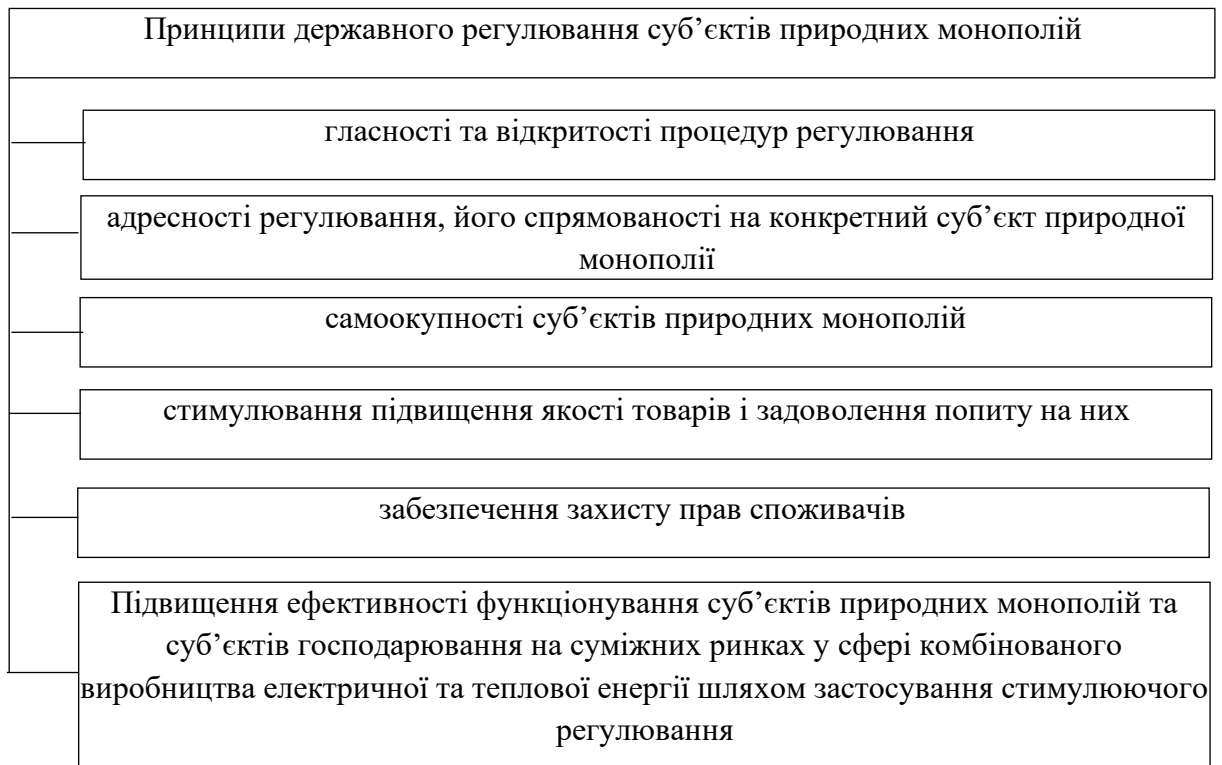 Принципи державного регулювання суб’єктів природних монополій
гласності та відкритості процедур регулювання
адресності регулювання, його спрямованості на конкретний суб’єкт природної
монополії
самоокупності суб’єктів природних монополій
стимулювання підвищення якості товарів і задоволення попиту на них
забезпечення захисту прав споживачів
Підвищення ефективності функціонування суб’єктів природних монополій та
суб’єктів господарювання на суміжних ринках у сфері комбінованого
виробництва електричної та теплової енергії шляхом застосування стимулюючого
регулювання